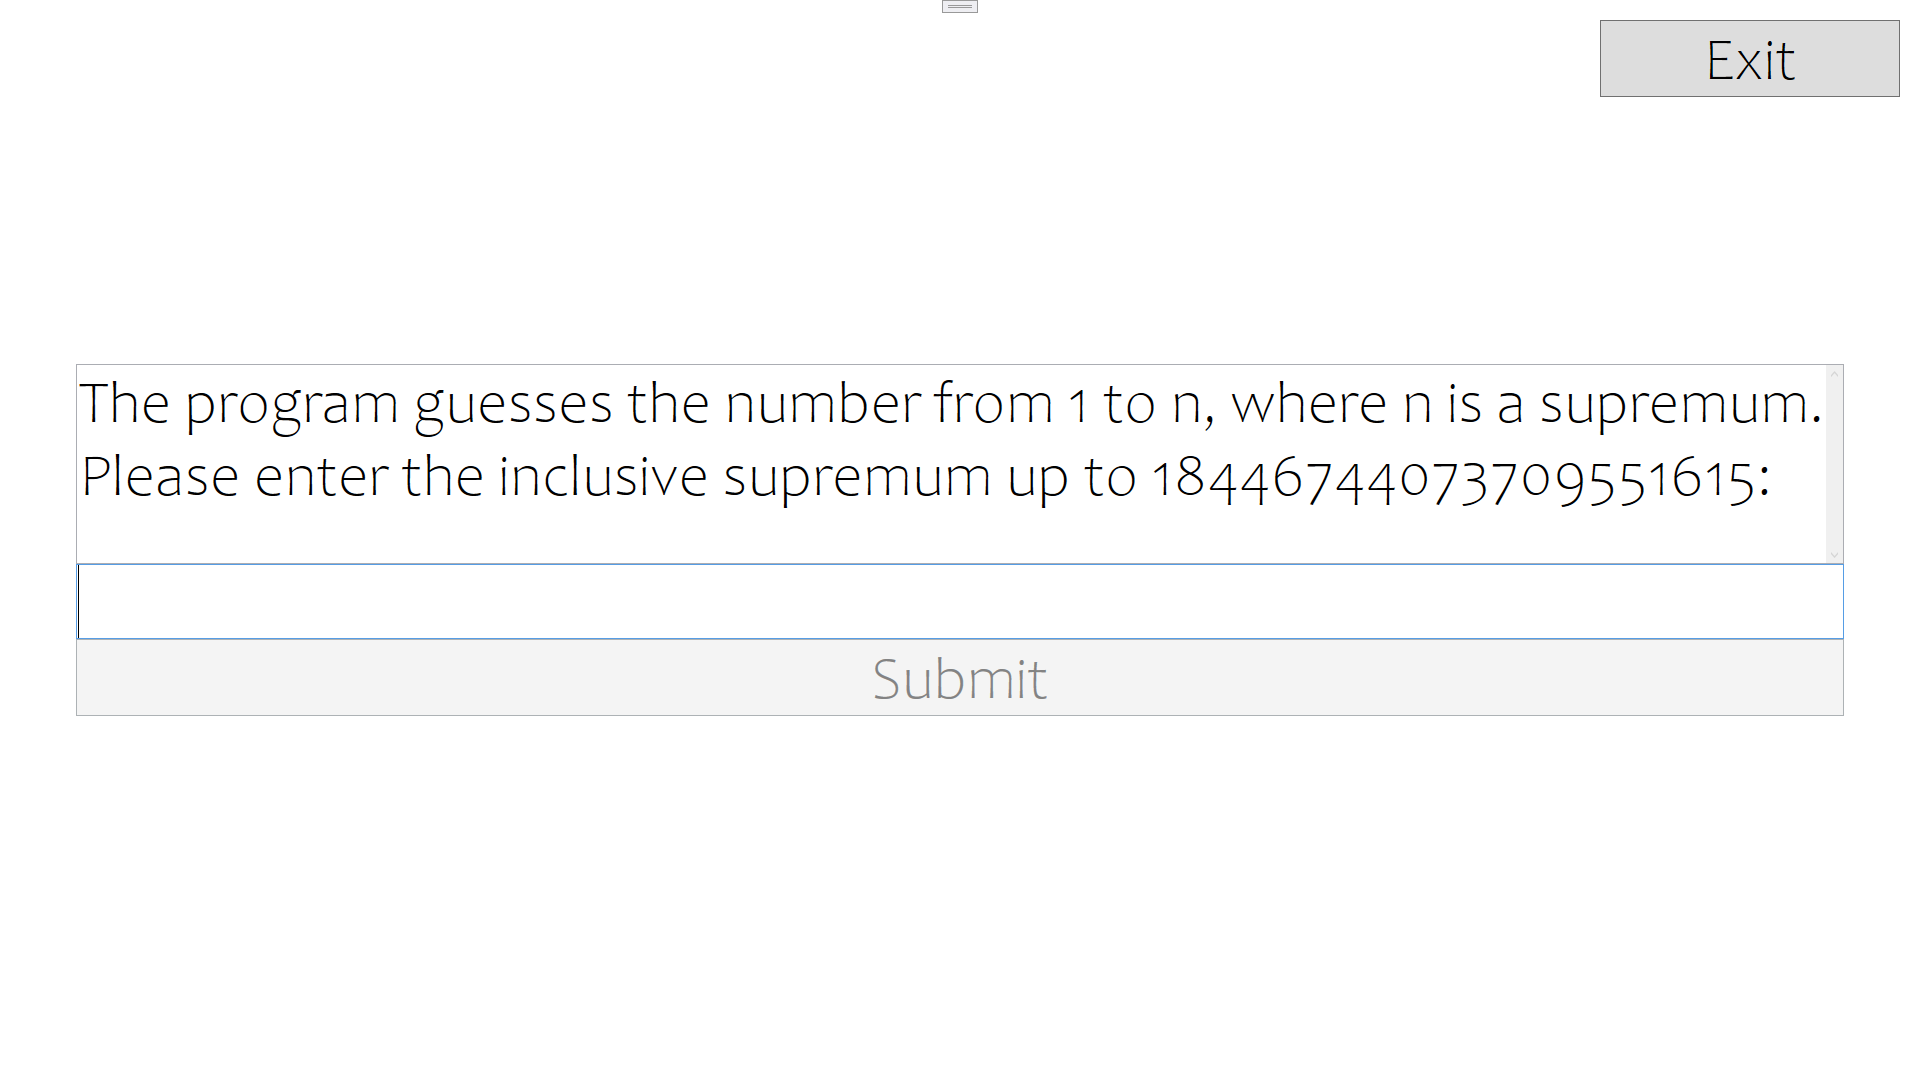 Exit
The program guesses the number from 1 to n, where n is a supremum.
Please enter the inclusive supremum up to 18446744073709551615:
Submit